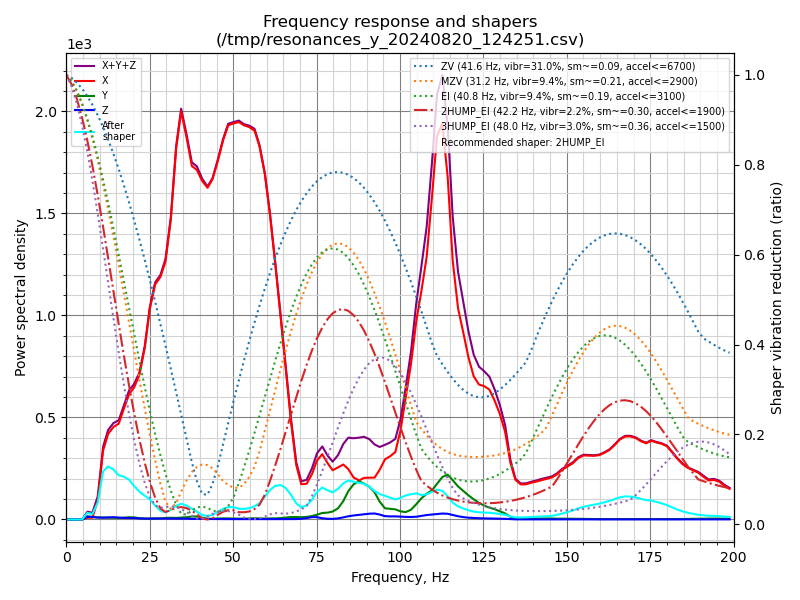 Frequency response and shapers
(/tmp/resonances_y_20240820_124251.csv)
1e3
X+Y+Z
X
Y
Z
After
shaper
ZV (41.6 Hz, vibr=31.0%, sm~=0.09, accel<=6700)
MZV (31.2 Hz, vibr=9.4%, sm~=0.21, accel<=2900)
EI (40.8 Hz, vibr=9.4%, sm~=0.19, accel<=3100)
2HUMP_EI (42.2 Hz, vibr=2.2%, sm~=0.30, accel<=1900)
3HUMP_EI (48.0 Hz, vibr=3.0%, sm~=0.36, accel<=1500)
Recommended shaper: 2HUMP_EI
Power spectral density
2.0
1.5
1.0
0.5
0.0
1.0
0.8
0.6
0.4
0.2
0.0
Shaper vibration reduction (ratio)
0 25 50 75 100 125 150 175 200
Frequency, Hz